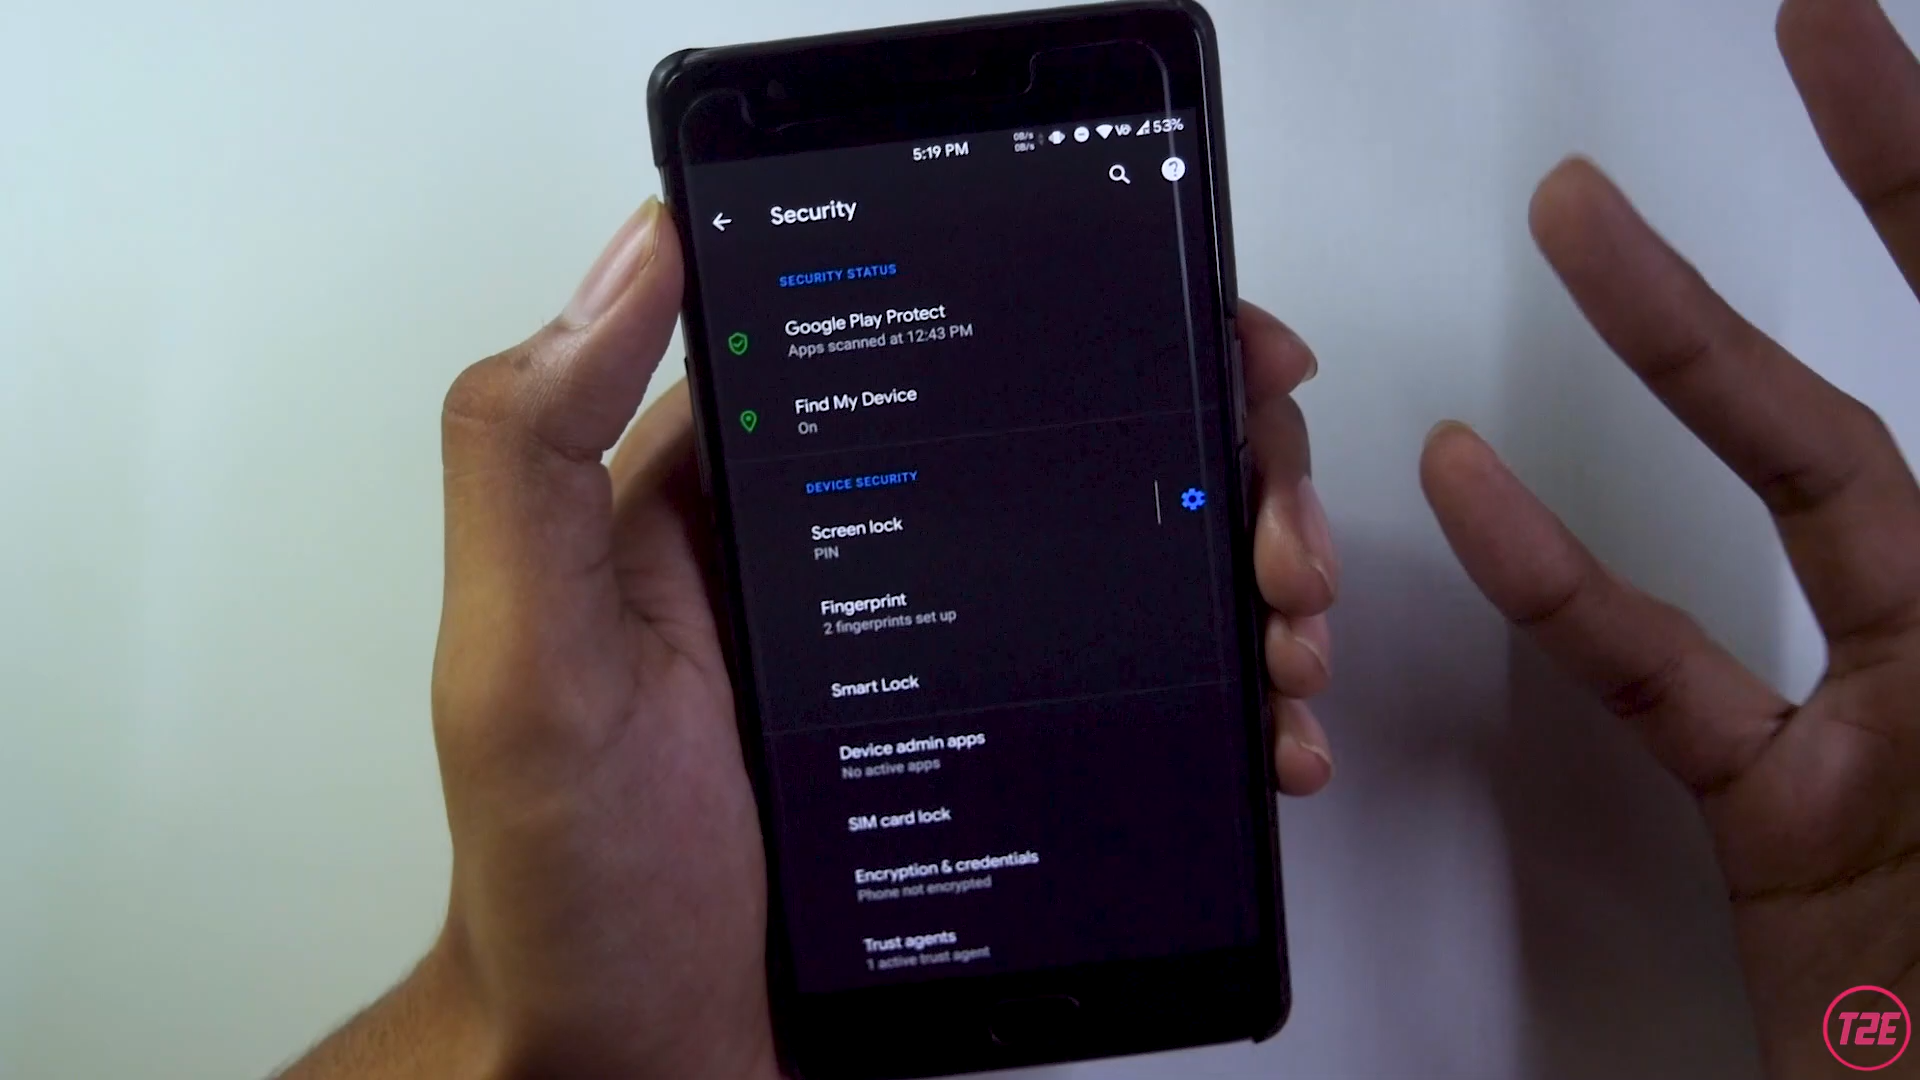 5:19 PM
0B/s
0B/s
53%
Security
SECURITY STATUS
Google Play Protect
Apps scanned at 12:43 PM
Find My Device
On
DEVICE SECURITY
Screen lock
PIN
Fingerprint
2 fingerprints set up
Smart Lock
Device admin apps
No active apps
SIM card lock
Encryption & credentials
Phone not encrypted
Trust agents
1 active trust agent
T2E